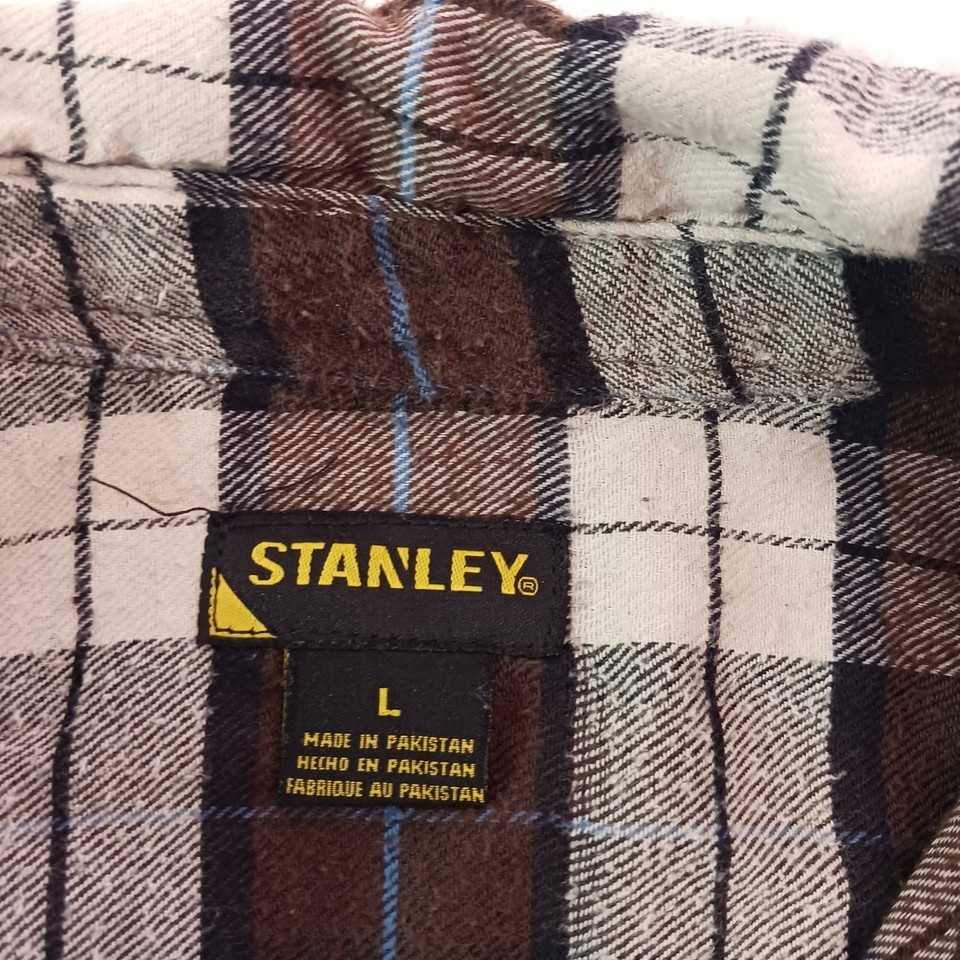 STANLEY®
L
MADE IN PAKISTAN
HECHO EN PAKISTAN
FABRIQUE AU PAKISTAN